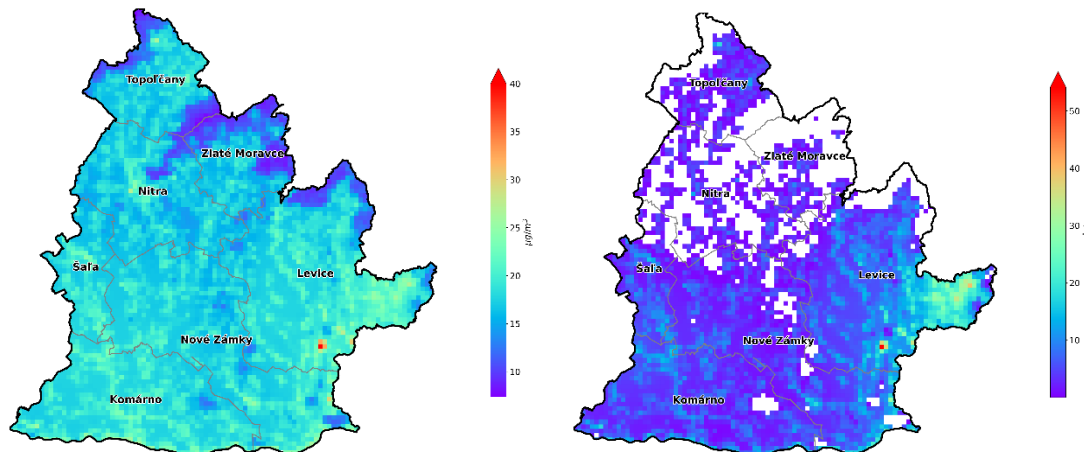 Topoľčany
Zlaté Moravce
Nitra
Šaľa
Levice
Nové Zámky
Komárno
40
35
30
25
20
15
10
µg/m³
Topoľčany
Zlaté Moravce
Nitra
Šaľa
Levice
Nové Zámky
Komárno
50
40
30
20
10